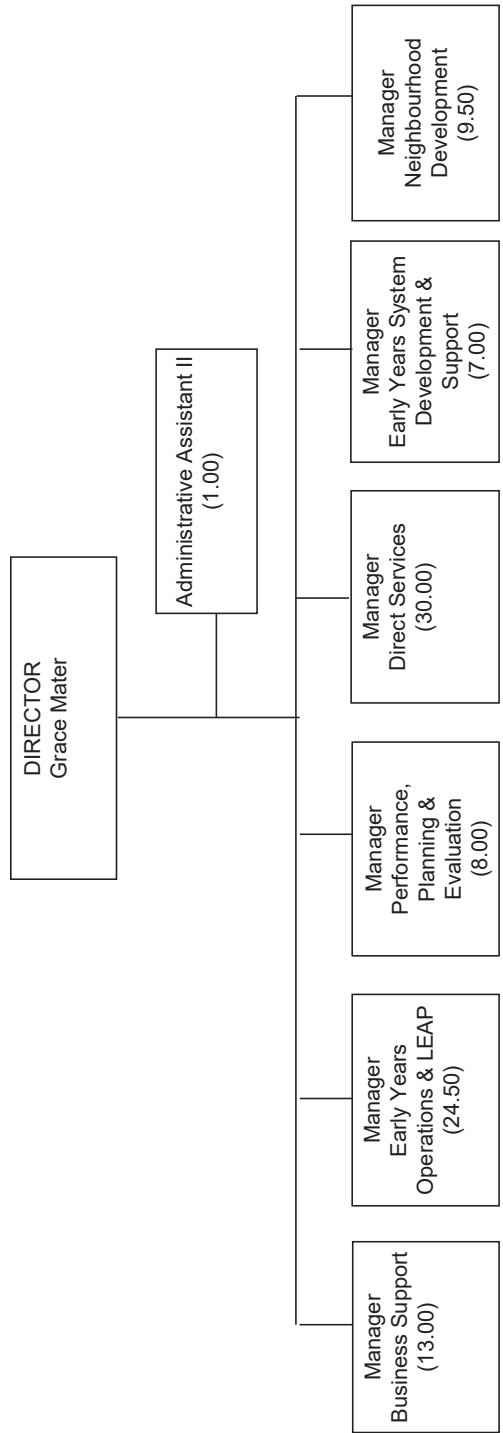 DIRECTOR
Grace Mater
Administrative Assistant II
(1.00)
Manager
Business Support
(13.00)
Manager
Early Years
Operations & LEAP
(24.50)
Manager
Performance,
Planning &
Evaluation
(8.00)
Manager
Direct Services
(30.00)
Manager
Early Years System
Development &
Support
(7.00)
Manager
Neighbourhood
Development
(9.50)